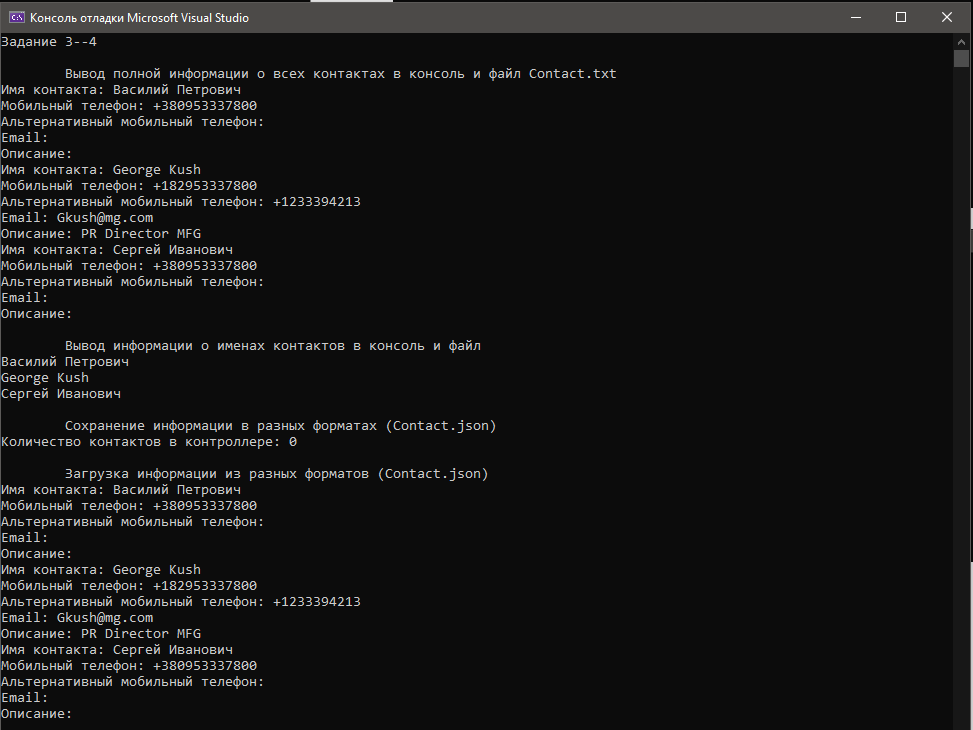 Консоль отладки Microsoft Visual Studio
Задание 3--4
Вывод полной информации о всех контактах в консоль и файл Contact.txt
Имя контакта: Василий Петрович
Мобильный телефон: +380953337800
Альтернативный мобильный телефон:
Email:
Описание:
Имя контакта: George Kush
Мобильный телефон: +182953337800
Альтернативный мобильный телефон: +1233394213
Email: Gkush@mg.com
Описание: PR Director MFG
Имя контакта: Сергей Иванович
Мобильный телефон: +380953337800
Альтернативный мобильный телефон:
Email:
Описание:
Вывод информации о именах контактов в консоль и файл
Василий Петрович
George Kush
Сергей Иванович
Сохранение информации в разных форматах (Contact.json)
Количество контактов в контроллере: 0
Загрузка информации из разных форматов (Contact.json)
Имя контакта: Василий Петрович
Мобильный телефон: +380953337800
Альтернативный мобильный телефон:
Email:
Описание:
Имя контакта: George Kush
Мобильный телефон: +182953337800
Альтернативный мобильный телефон: +1233394213
Email: Gkush@mg.com
Описание: PR Director MFG
Имя контакта: Сергей Иванович
Мобильный телефон: +380953337800
Альтернативный мобильный телефон:
Email:
Описание: